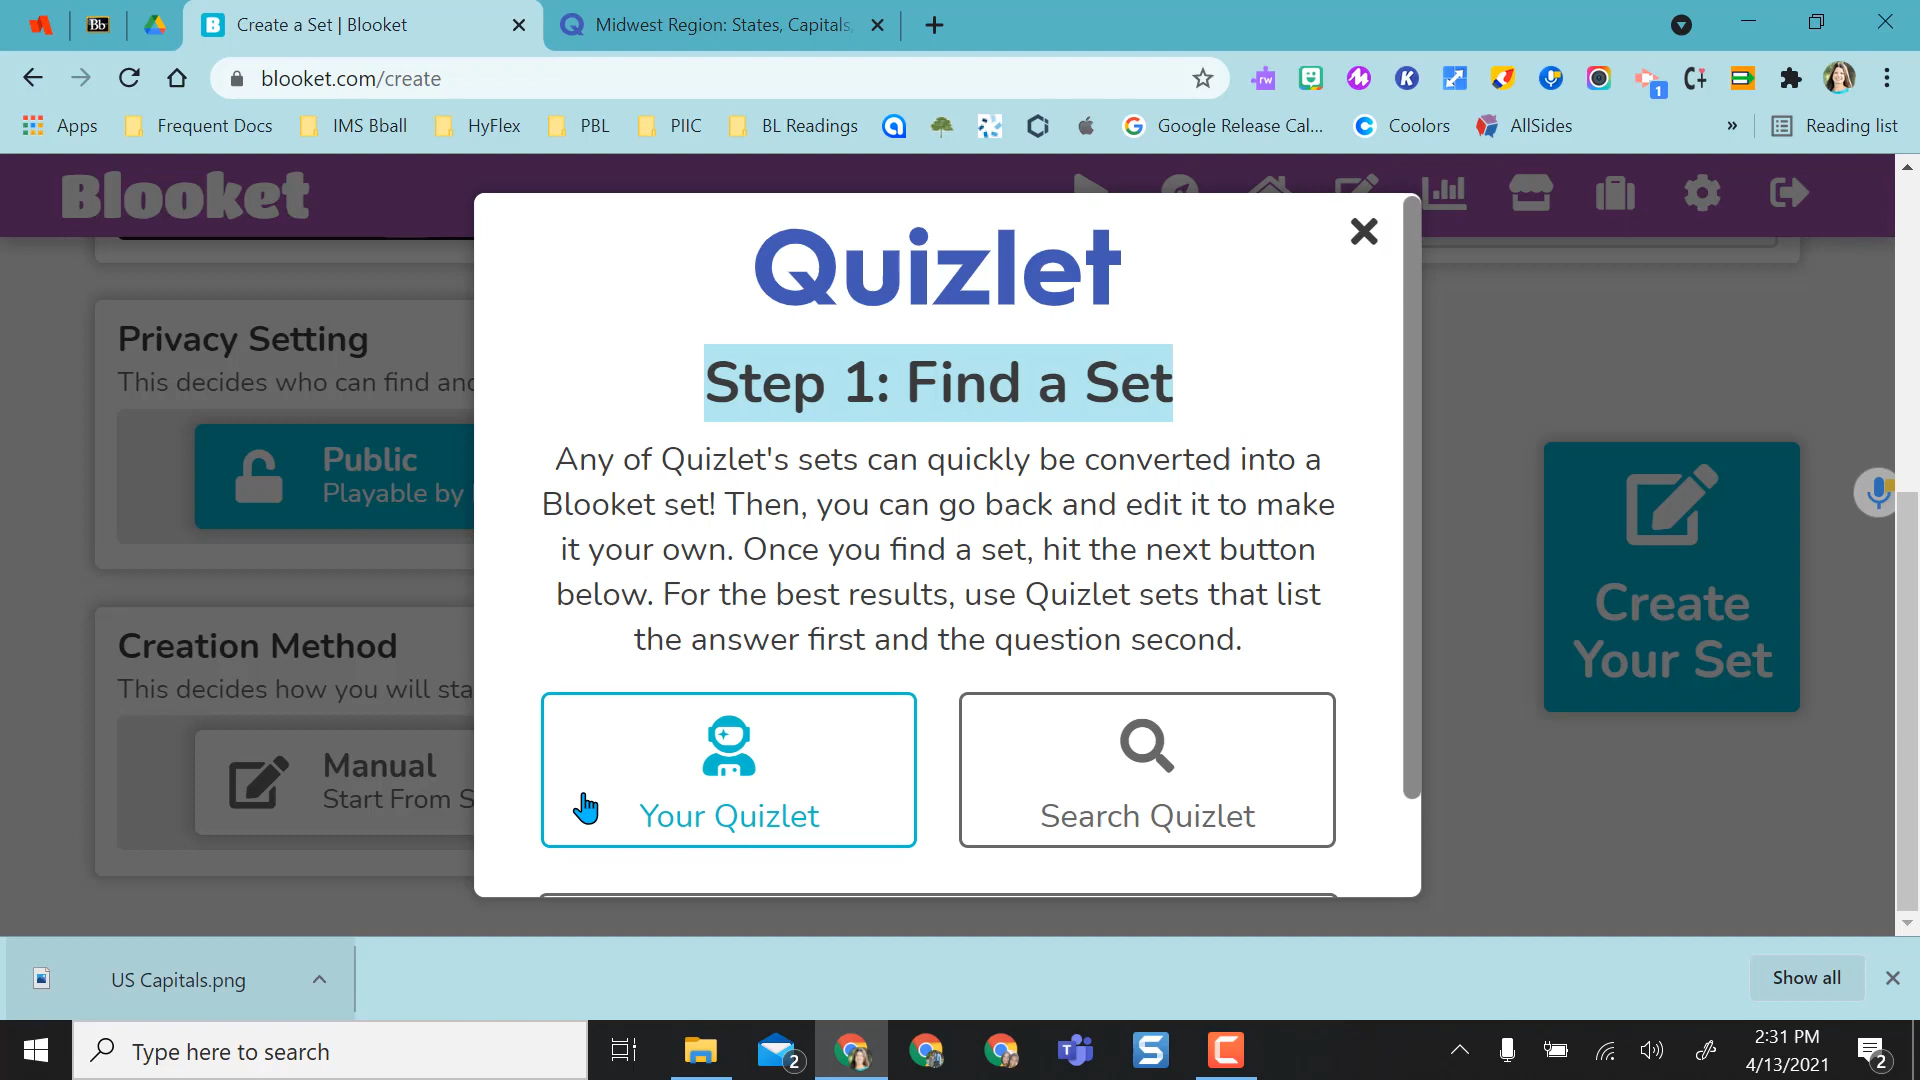 Bb
Create a Set | Blooket
Midwest Region: States, Capitals,
blooket.com/create
Apps
Frequent Docs
IMS Bball
HyFlex
PBL
PIIC
BL Readings
Google Release Cal...
Coolors
AllSides
»
Reading list
Blooket
Quizlet
Step 1: Find a Set
Any of Quizlet's sets can quickly be converted into a
Blooket set! Then, you can go back and edit it to make
it your own. Once you find a set, hit the next button
below. For the best results, use Quizlet sets that list
the answer first and the question second.
Your Quizlet
Search Quizlet
Privacy Setting
This decides who can find and
Public
Playable by
Creation Method
This decides how you will sta
Manual
Start From S
Create
Your Set
US Capitals.png
Show all
Type here to search
2
2:31 PM
4/13/2021
2